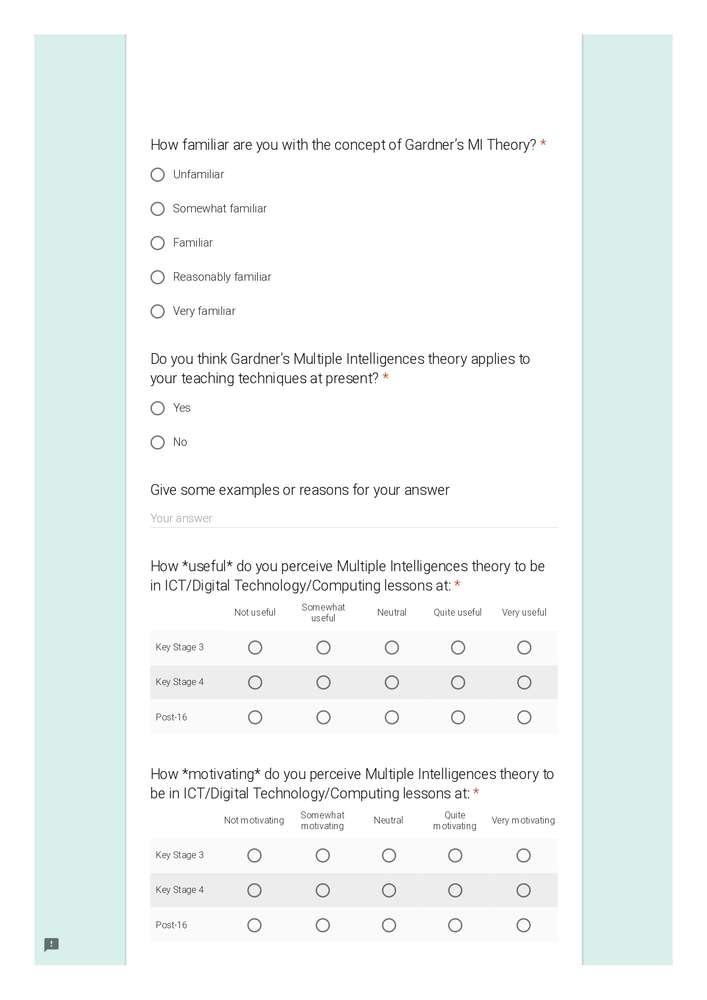 How familiar are you with the concept of Gardner’s MI Theory? *
Unfamiliar
Somewhat familiar
Familiar
Reasonably familiar
Very familiar
Do you think Gardner’s Multiple Intelligences theory applies to
your teaching techniques at present? *
Yes
No
Give some examples or reasons for your answer
Your answer
How *useful* do you perceive Multiple Intelligences theory to be
in ICT/Digital Technology/Computing lessons at: *
Not useful Somewhat useful Neutral Quite useful Very useful
Key Stage 3
Key Stage 4
Post-16
How *motivating* do you perceive Multiple Intelligences theory to
be in ICT/Digital Technology/Computing lessons at: *
Not motivating Somewhat motivating Neutral Quite motivating Very motivating
Key Stage 3
Key Stage 4
Post-16